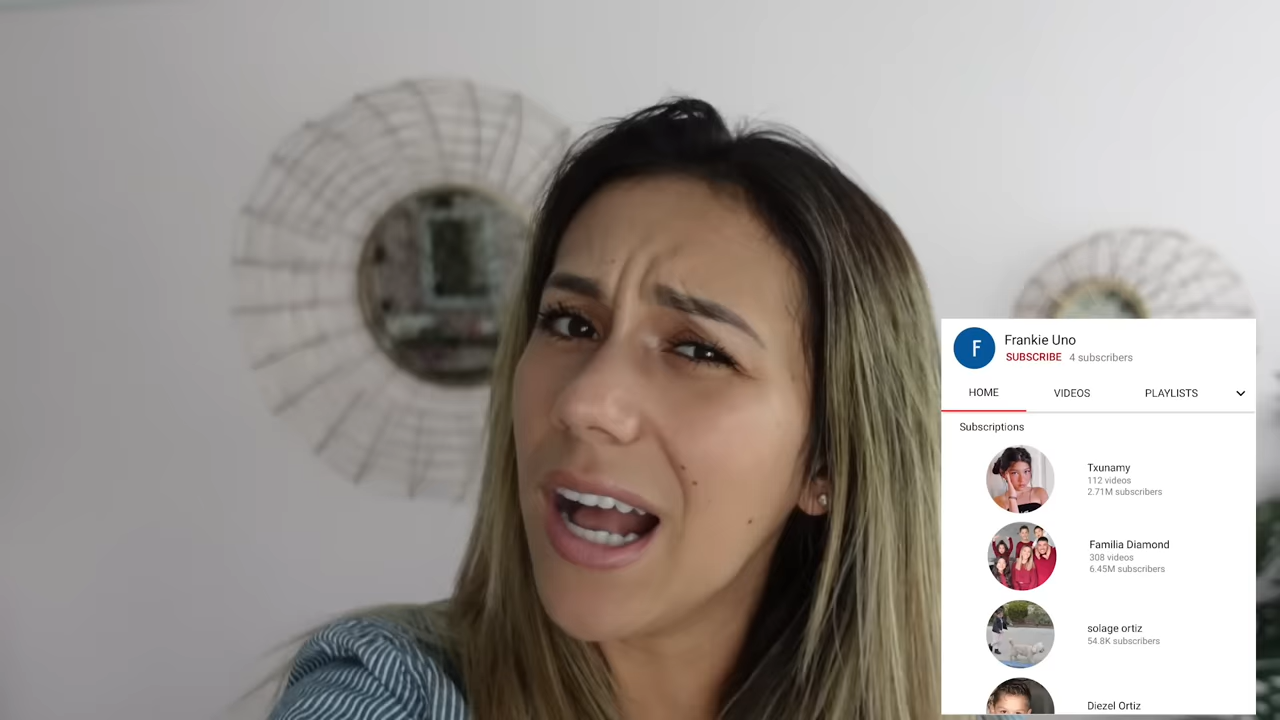 F
Frankie Uno
SUBSCRIBE 4 subscribers
HOME VIDEOS PLAYLISTS
Subscriptions
Txunamy
112 videos
2.71M subscribers
Familia Diamond
308 videos
6.45M subscribers
solage ortiz
54.8K subscribers
Diezel Ortiz